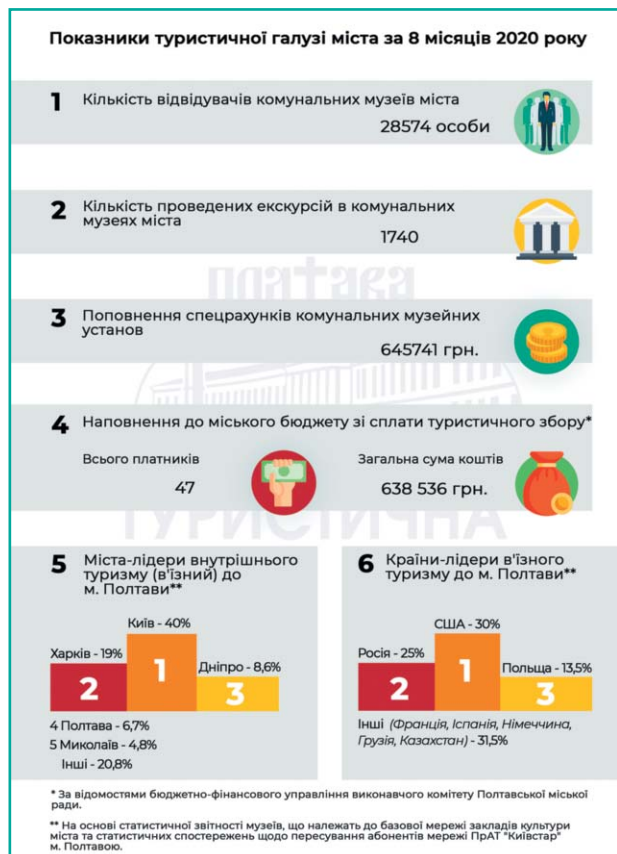 Показники туристичної галузі міста за 8 місяців 2020 року
1 Кількість відвідувачів комунальних музеїв міста
28574 особи
2 Кількість проведених екскурсій в комунальних
музеях міста
1740
платава
3 Поповнення спецрахунків комунальних музейних
установ
645741 грн.
4 Наповнення до міського бюджету зі сплати туристичного збору*
Всього платників
47
Загальна сума коштів
638 536 грн.
ТУРИСТИЧНА
5 Міста-лідери внутрішнього
туризму (в'їзний) до
м. Полтави**
Київ - 40%
Харків - 19%
1
Дніпро - 8,6%
2
3
4 Полтава - 6,7%
5 Миколаїв - 4,8%
Інші - 20,8%
6 Країни-лідери в'їзного
туризму до м. Полтави**
США - 30%
Росія - 25%
1
Польща - 13,5%
2
3
Інші (Франція, Іспанія, Німеччина,
Грузія, Казахстан) - 31,5%
* За відомостями бюджетно-фінансового управління виконавчого комітету Полтавської міської
ради.
** На основі статистичної звітності музеїв, що належать до базової мережі закладів культури
міста та статистичних спостережень щодо пересування абонентів мережі ПрАТ "Київстар"
м. Полтавою.